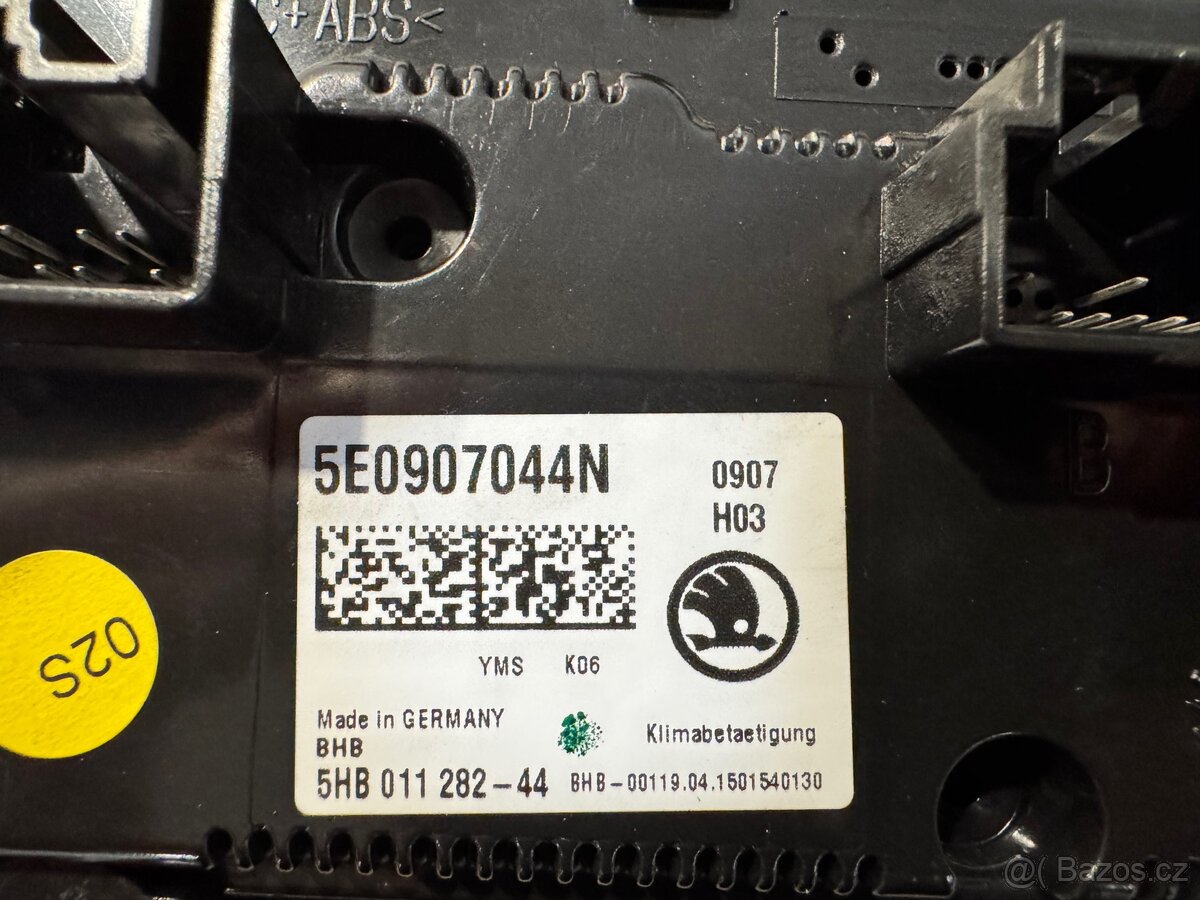 C+ABS<
5E0907044N
0907
H03
B
02S
YMS K06
Made in GERMANY
BHB
Klimabetaetigung
5HB 011 282-44
BHB-00119.04.1501540130
@( Bazos.cz